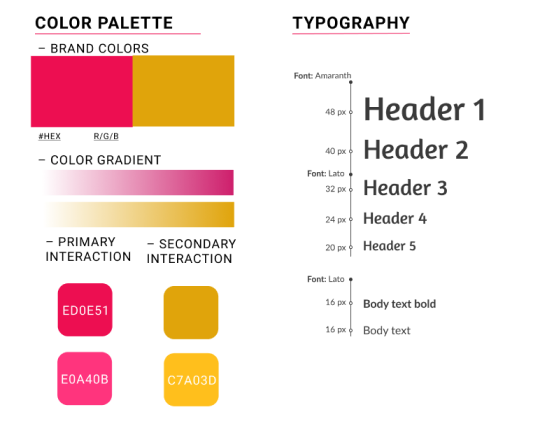 COLOR PALETTE
– BRAND COLORS
#HEX R/G/B
– COLOR GRADIENT
– PRIMARY
INTERACTION
– SECONDARY
INTERACTION
ED0E51
E0A40B
C7A03D
TYPOGRAPHY
Font: Amaranth
48 px Header 1
40 px Header 2
Font: Lato
32 px Header 3
24 px Header 4
20 px Header 5
Font: Lato
16 px Body text bold
16 px Body text